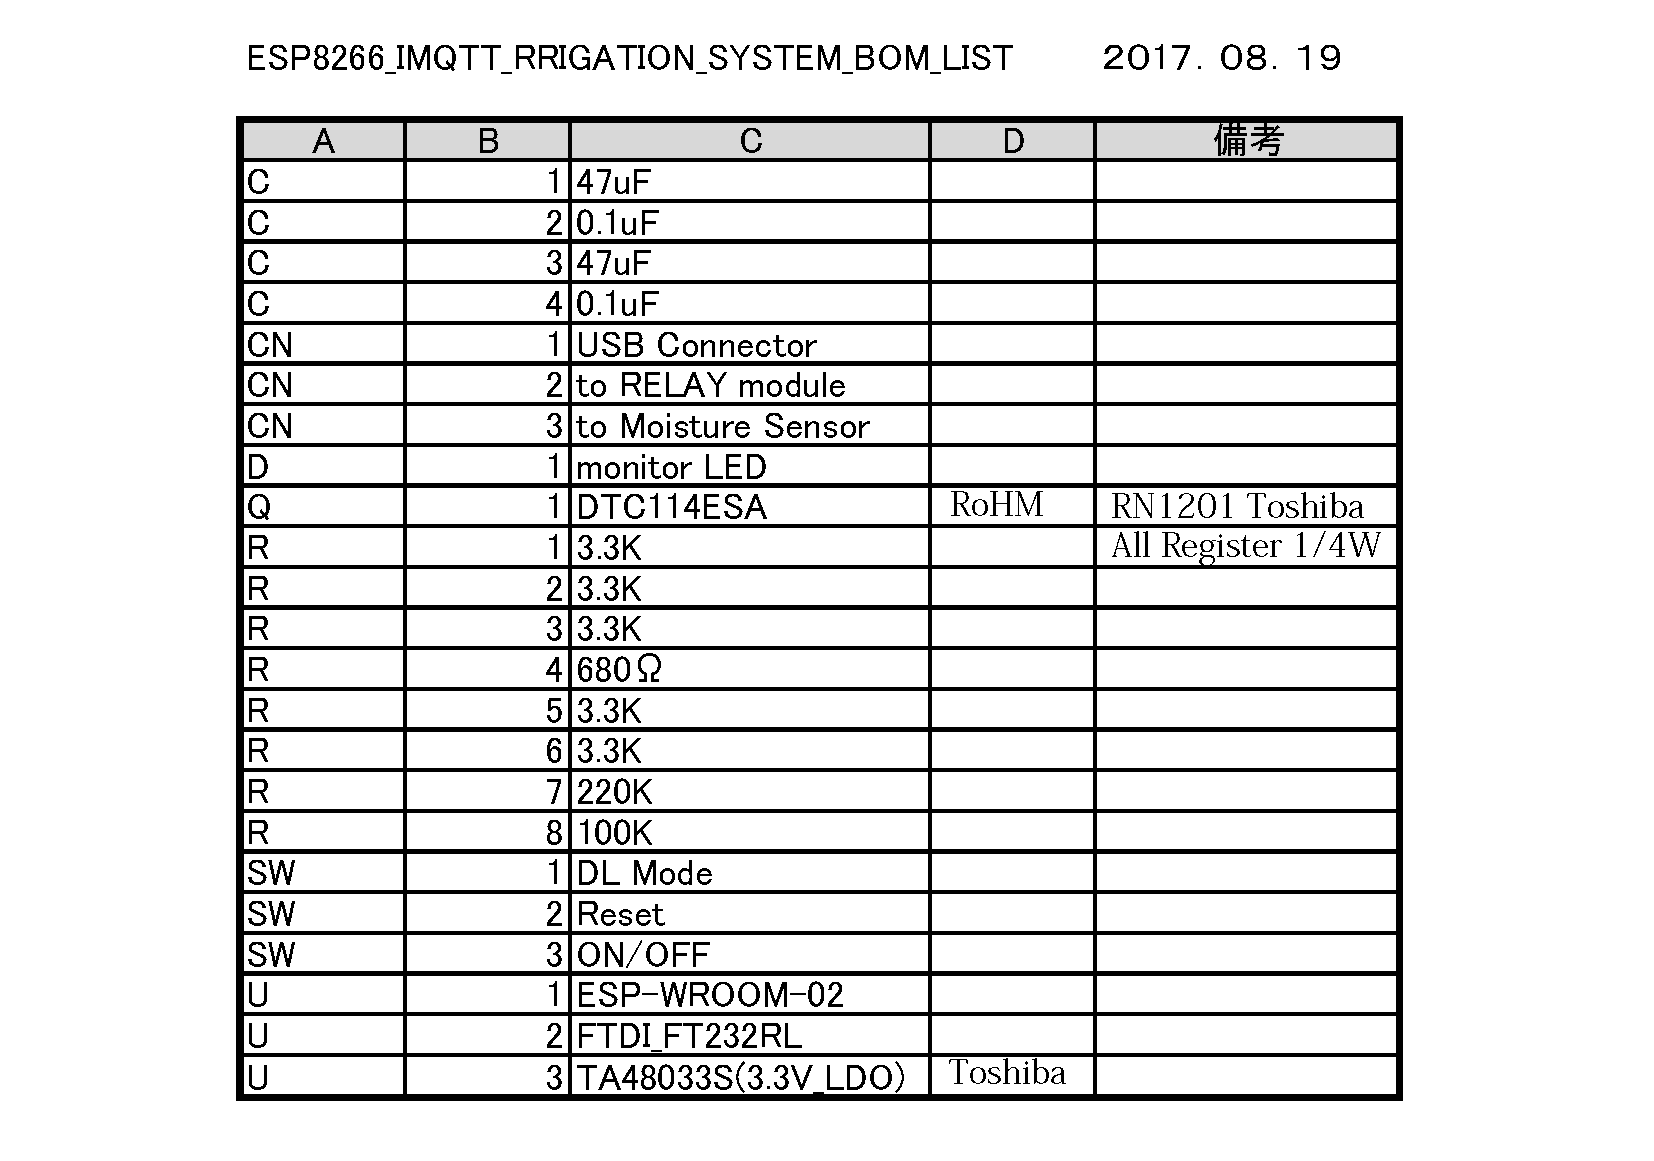 ESP8266_IMQTT_RRIGATION_SYSTEM_BOM_LIST 2017. 08. 19
A B C D 備考
C 1 47uF
C 2 0.1uF
C 3 47uF
C 4 0.1uF
CN 1 USB Connector
CN 2 to RELAY module
CN 3 to Moisture Sensor
D 1 monitor LED
Q 1 DTC114ESA RoHM RN1201 Toshiba
R 1 3.3K All Register 1/4W
R 2 3.3K
R 3 3.3K
R 4 680Ω
R 5 3.3K
R 6 3.3K
R 7 220K
R 8 100K
SW 1 DL Mode
SW 2 Reset
SW 3 ON/OFF
U 1 ESP-WROOM-02
U 2 FTDI_FT232RL
U 3 TA48033S(3.3V_LDO) Toshiba